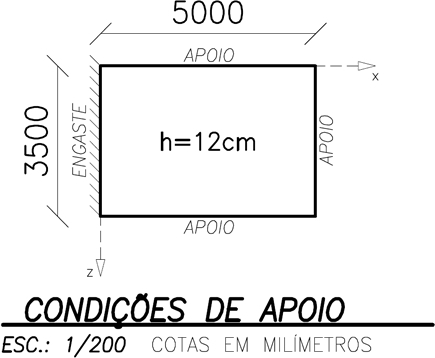 5000
APOIO
x
3500
ENGASTE
h=12cm
APOIO
APOIO
z
CONDIÇÕES DE APOIO
ESC.: 1/200 COTAS EM MILÍMETROS